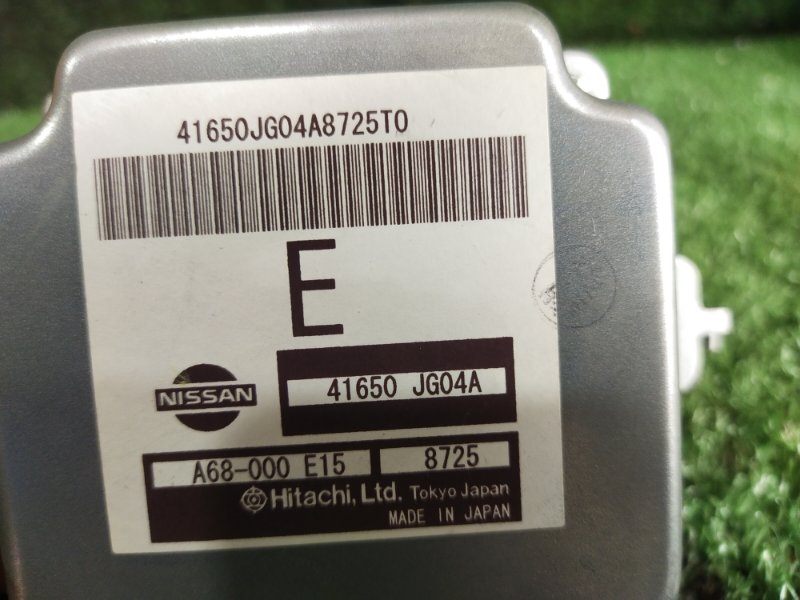 41650JG04A8725T0
E
NISSAN
41650 JG04A
A68-000 E15 8725
Hitachi, Ltd. Tokyo Japan
MADE IN JAPAN